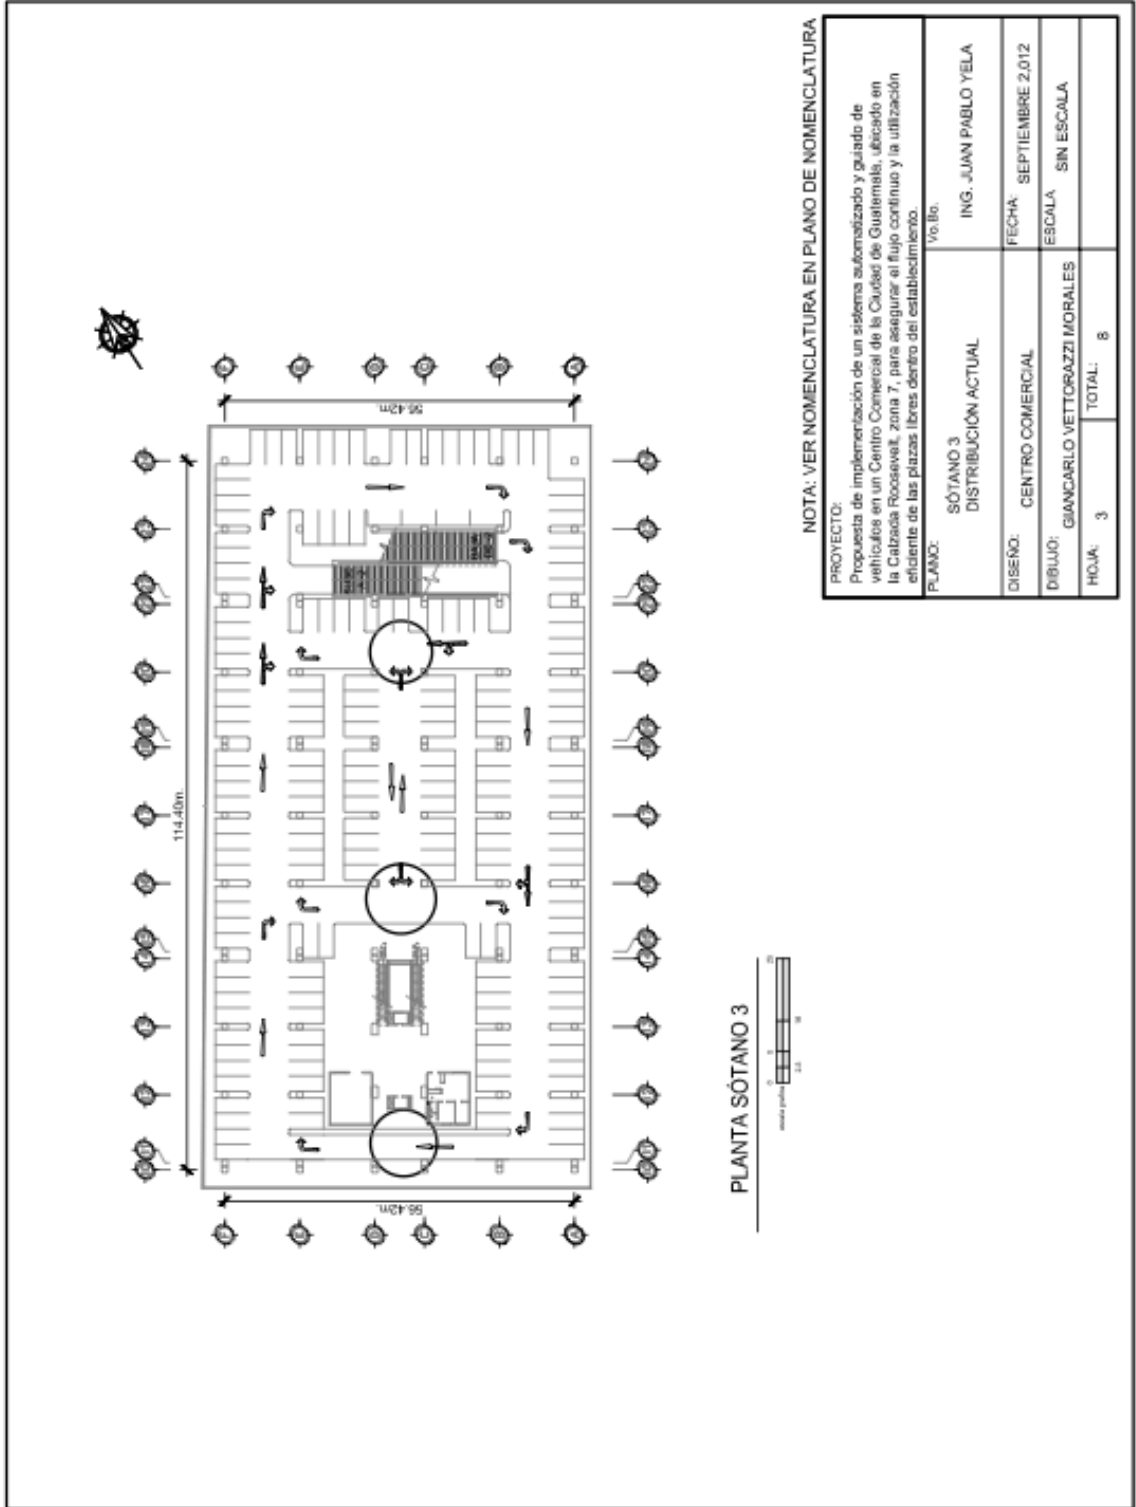 NOTA: VER NOMENCLATURA EN PLANO DE NOMENCLATURA
PROYECTO:
Propuesta de implementación de un sistema automatizado y guiado de
vehículos en un Centro Comercial de la Ciudad de Guatemala, ubicado en
la Calzada Roosevelt, zona 7, para asegurar el flujo continuo y la utilización
eficiente de las plazas libres dentro del establecimiento.
PLANO:
SÓTANO 3
DISTRIBUCIÓN ACTUAL
Vo.Bo.
ING. JUAN PABLO YELA
DISEÑO:
CENTRO COMERCIAL
FECHA:
SEPTIEMBRE 2,012
DIBUJO:
GIANCARLO VETTORAZZI MORALES
ESCALA
SIN ESCALA
HOJA:
3
TOTAL:
8
114.40m.
56.42m.
56.42m.
F
E
D
C
B
A
F
E
D
C
B
A
PLANTA SÓTANO 3